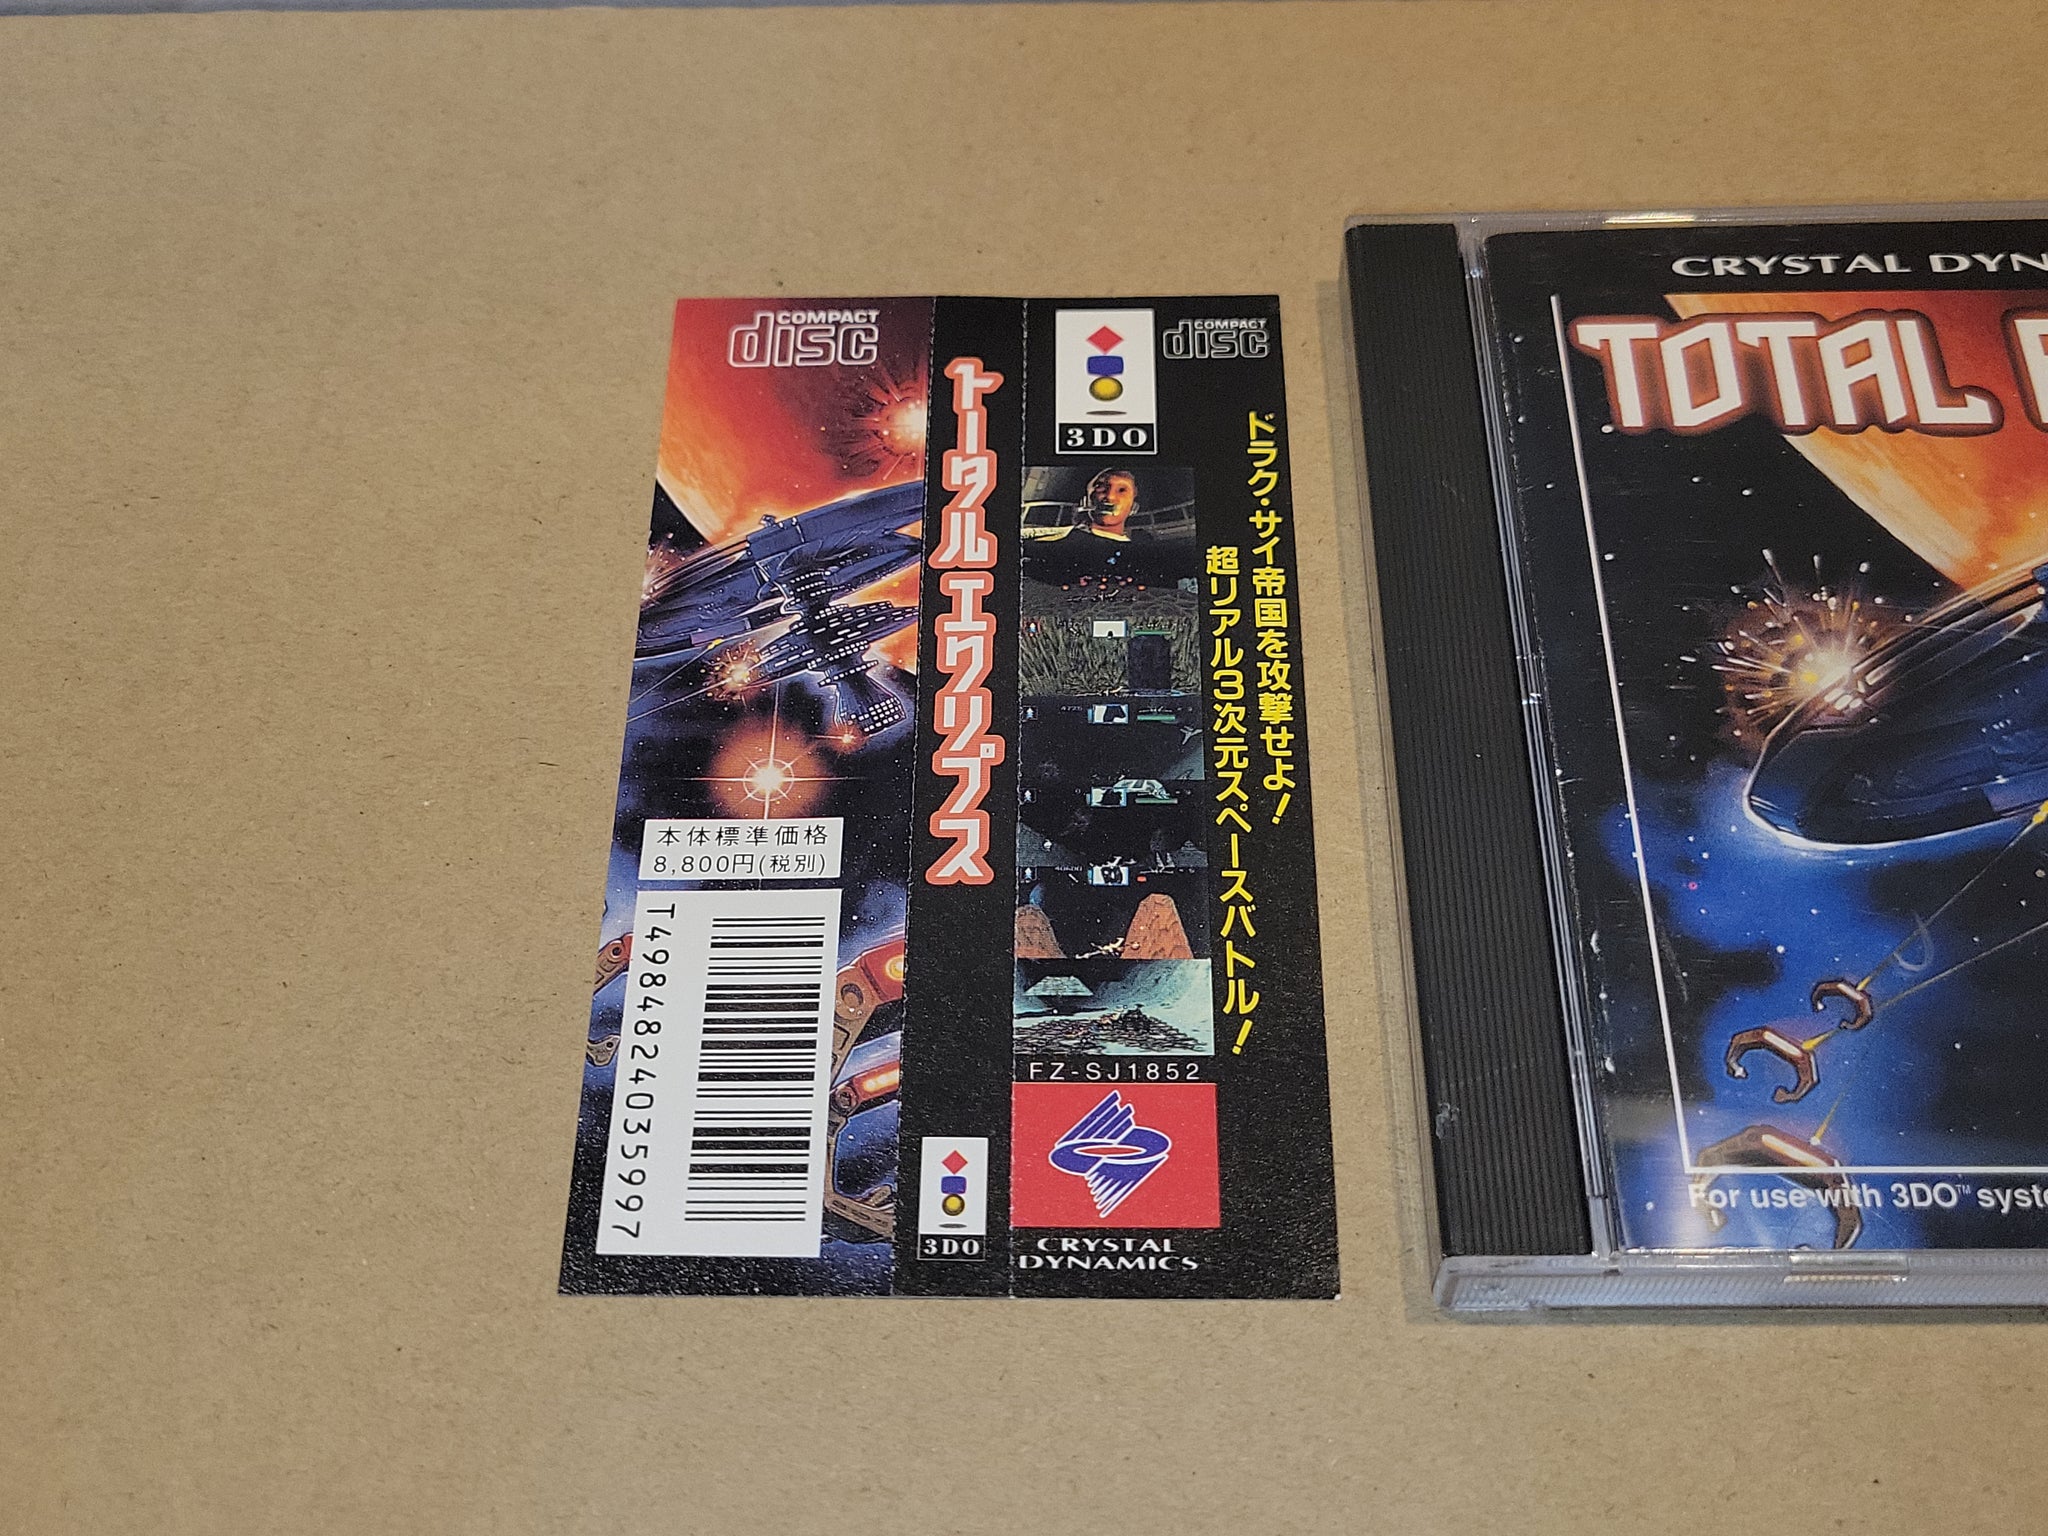 COMPACT
disc
本体標準価格
8,800円(税別)
T4984824035997
トータル エクリプス
3DO
3DO
COMPACT
disc
ドラク・サイ帝国を攻撃せよ!
超リアル3次元スペースバトル!
FZ-SJ1852
CRYSTAL
DYNAMICS
CRYSTAL DYN
TOTAL
For use with 3DO™ syste